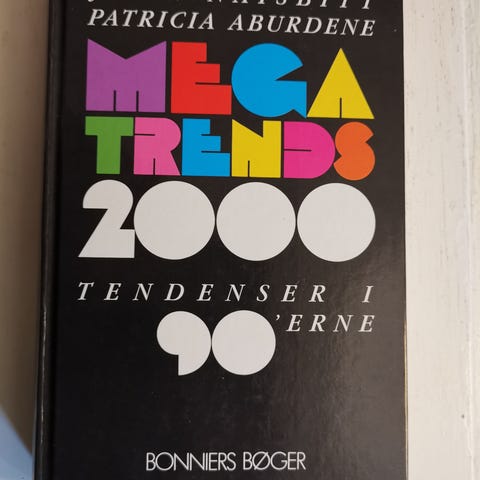 PATRICIA ABURDENE
MEGA
TRENDS
2000
TENDENSER I
'90'ERNE
BONNIERS BØGER